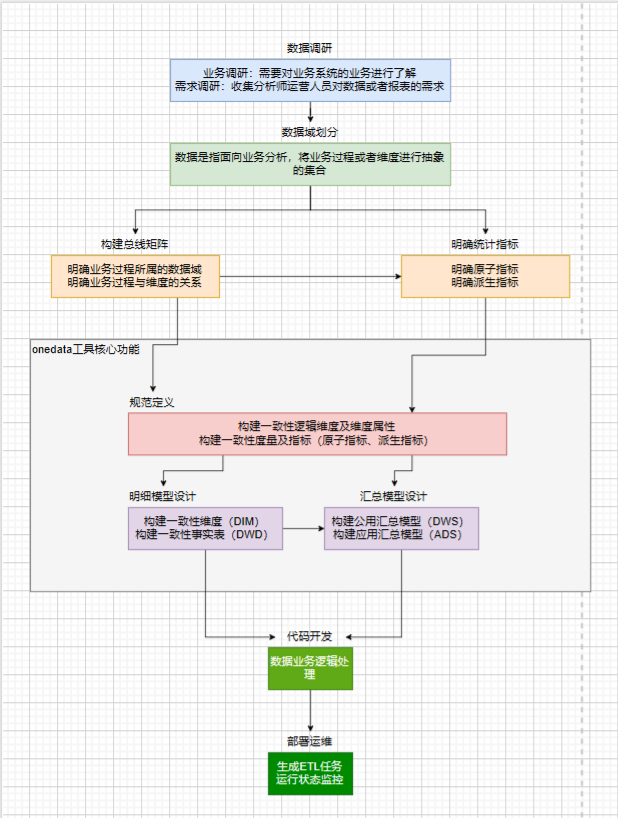 数据调研
业务调研：需要对业务系统的业务进行了解
需求调研：收集分析师运营人员对数据或者报表的需求
数据域划分
数据是指面向业务分析，将业务过程或者维度进行抽象
的集合
构建总线矩阵
明确业务过程所属的数据域
明确业务过程与维度的关系
明确统计指标
明确原子指标
明确派生指标
onedata工具核心功能
规范定义
构建一致性逻辑维度及维度属性
构建一致性度量及指标（原子指标、派生指标）
明细模型设计
构建一致性维度（DIM）
构建一致性事实表（DWD）
汇总模型设计
构建公用汇总模型（DWS）
构建应用汇总模型（ADS）
代码开发
数据业务逻辑处
理
部署运维
生成ETL任务
运行状态监控